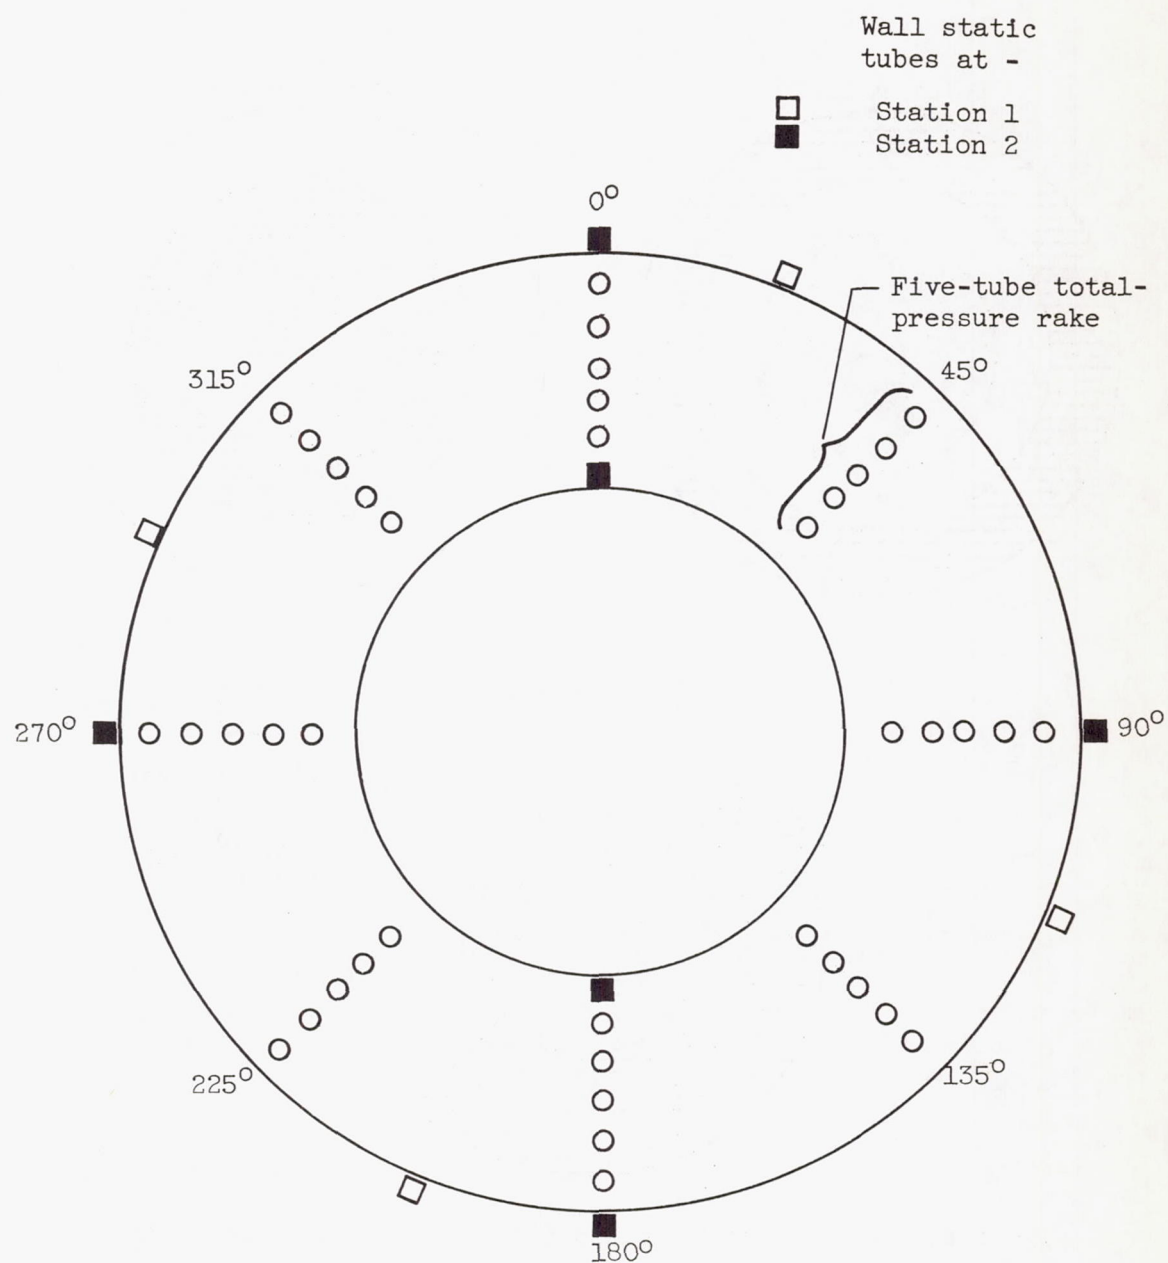 Wall static
tubes at -
Station 1
Station 2
0°
Five-tube total-
pressure rake
315°
45°
270°
90°
225°
135°
180°